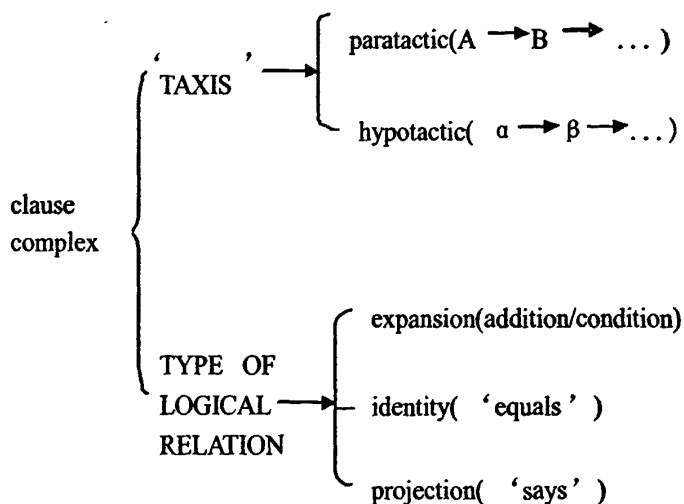 ‘ TAXIS ’
paratactic(A → B → ...)
hypotactic( α → β → ...)
clause
complex
TYPE OF
LOGICAL
RELATION
expansion(addition/condition)
identity( ‘equals’ )
projection( ‘says’ )